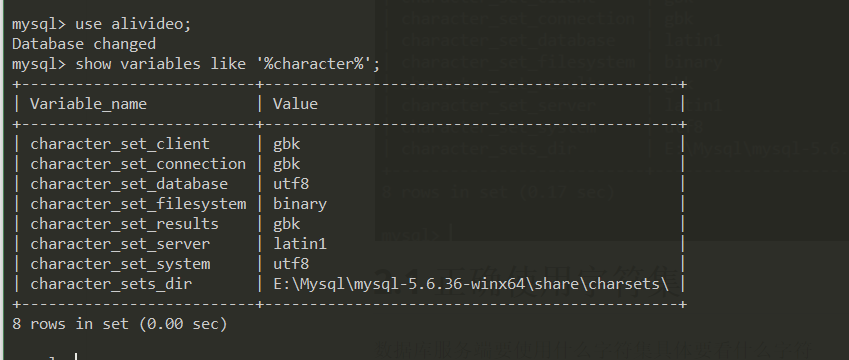 mysql> use alivideo;
Database changed
mysql> show variables like '%character%';
+--------------------------+---------------------------------------------+
| Variable_name | Value |
+--------------------------+---------------------------------------------+
| character_set_client | gbk |
| character_set_connection | gbk |
| character_set_database | utf8 |
| character_set_filesystem | binary |
| character_set_results | gbk |
| character_set_server | latin1 |
| character_set_system | utf8 |
| character_sets_dir | E:\Mysql\mysql-5.6.36-winx64\share\charsets\ |
+--------------------------+---------------------------------------------+
8 rows in set (0.00 sec)